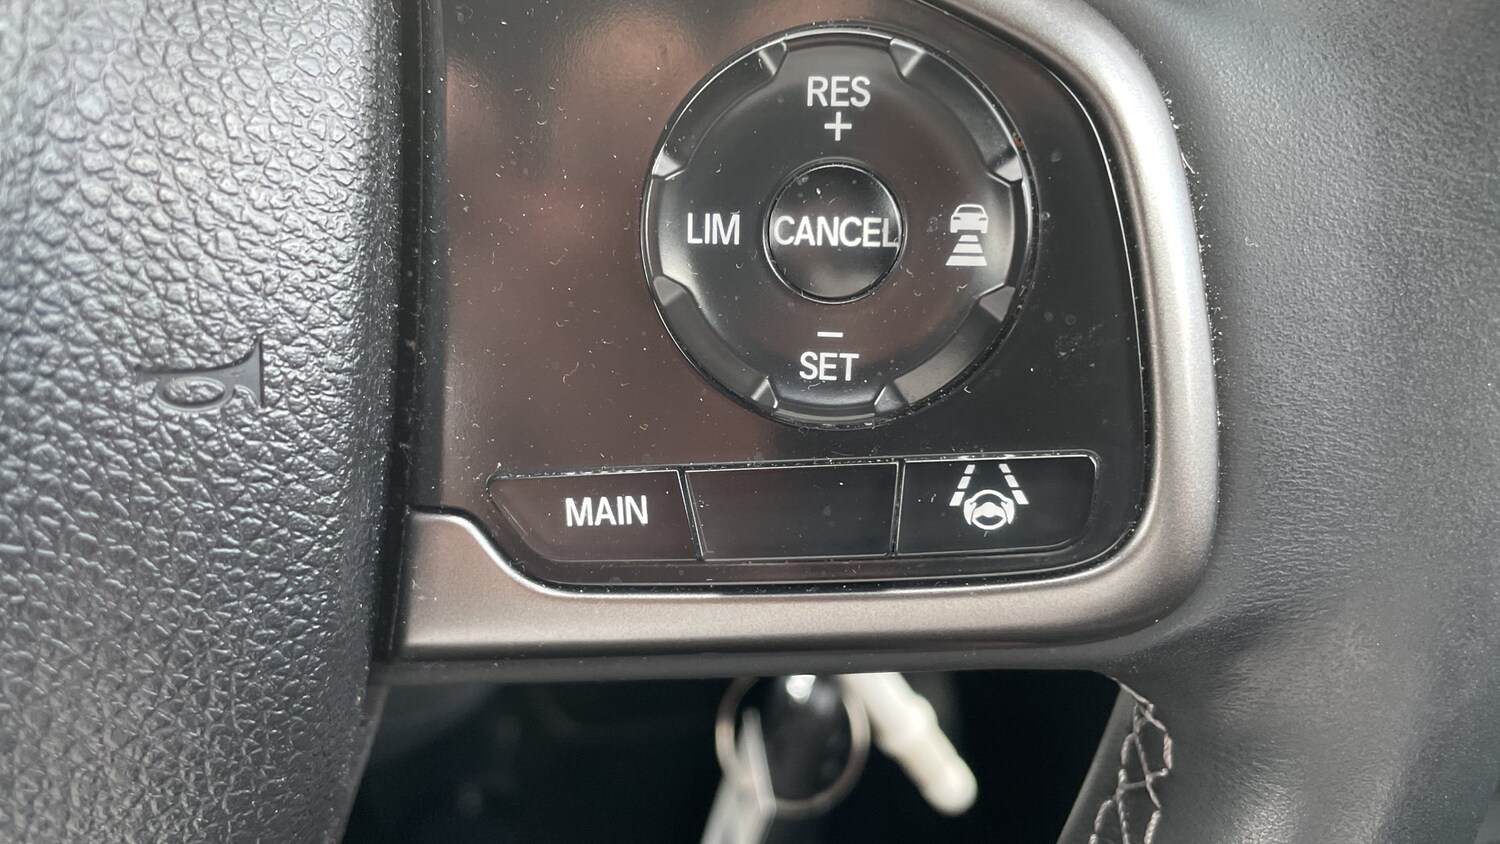 RES
+
LIM CANCEL
–
SET
MAIN